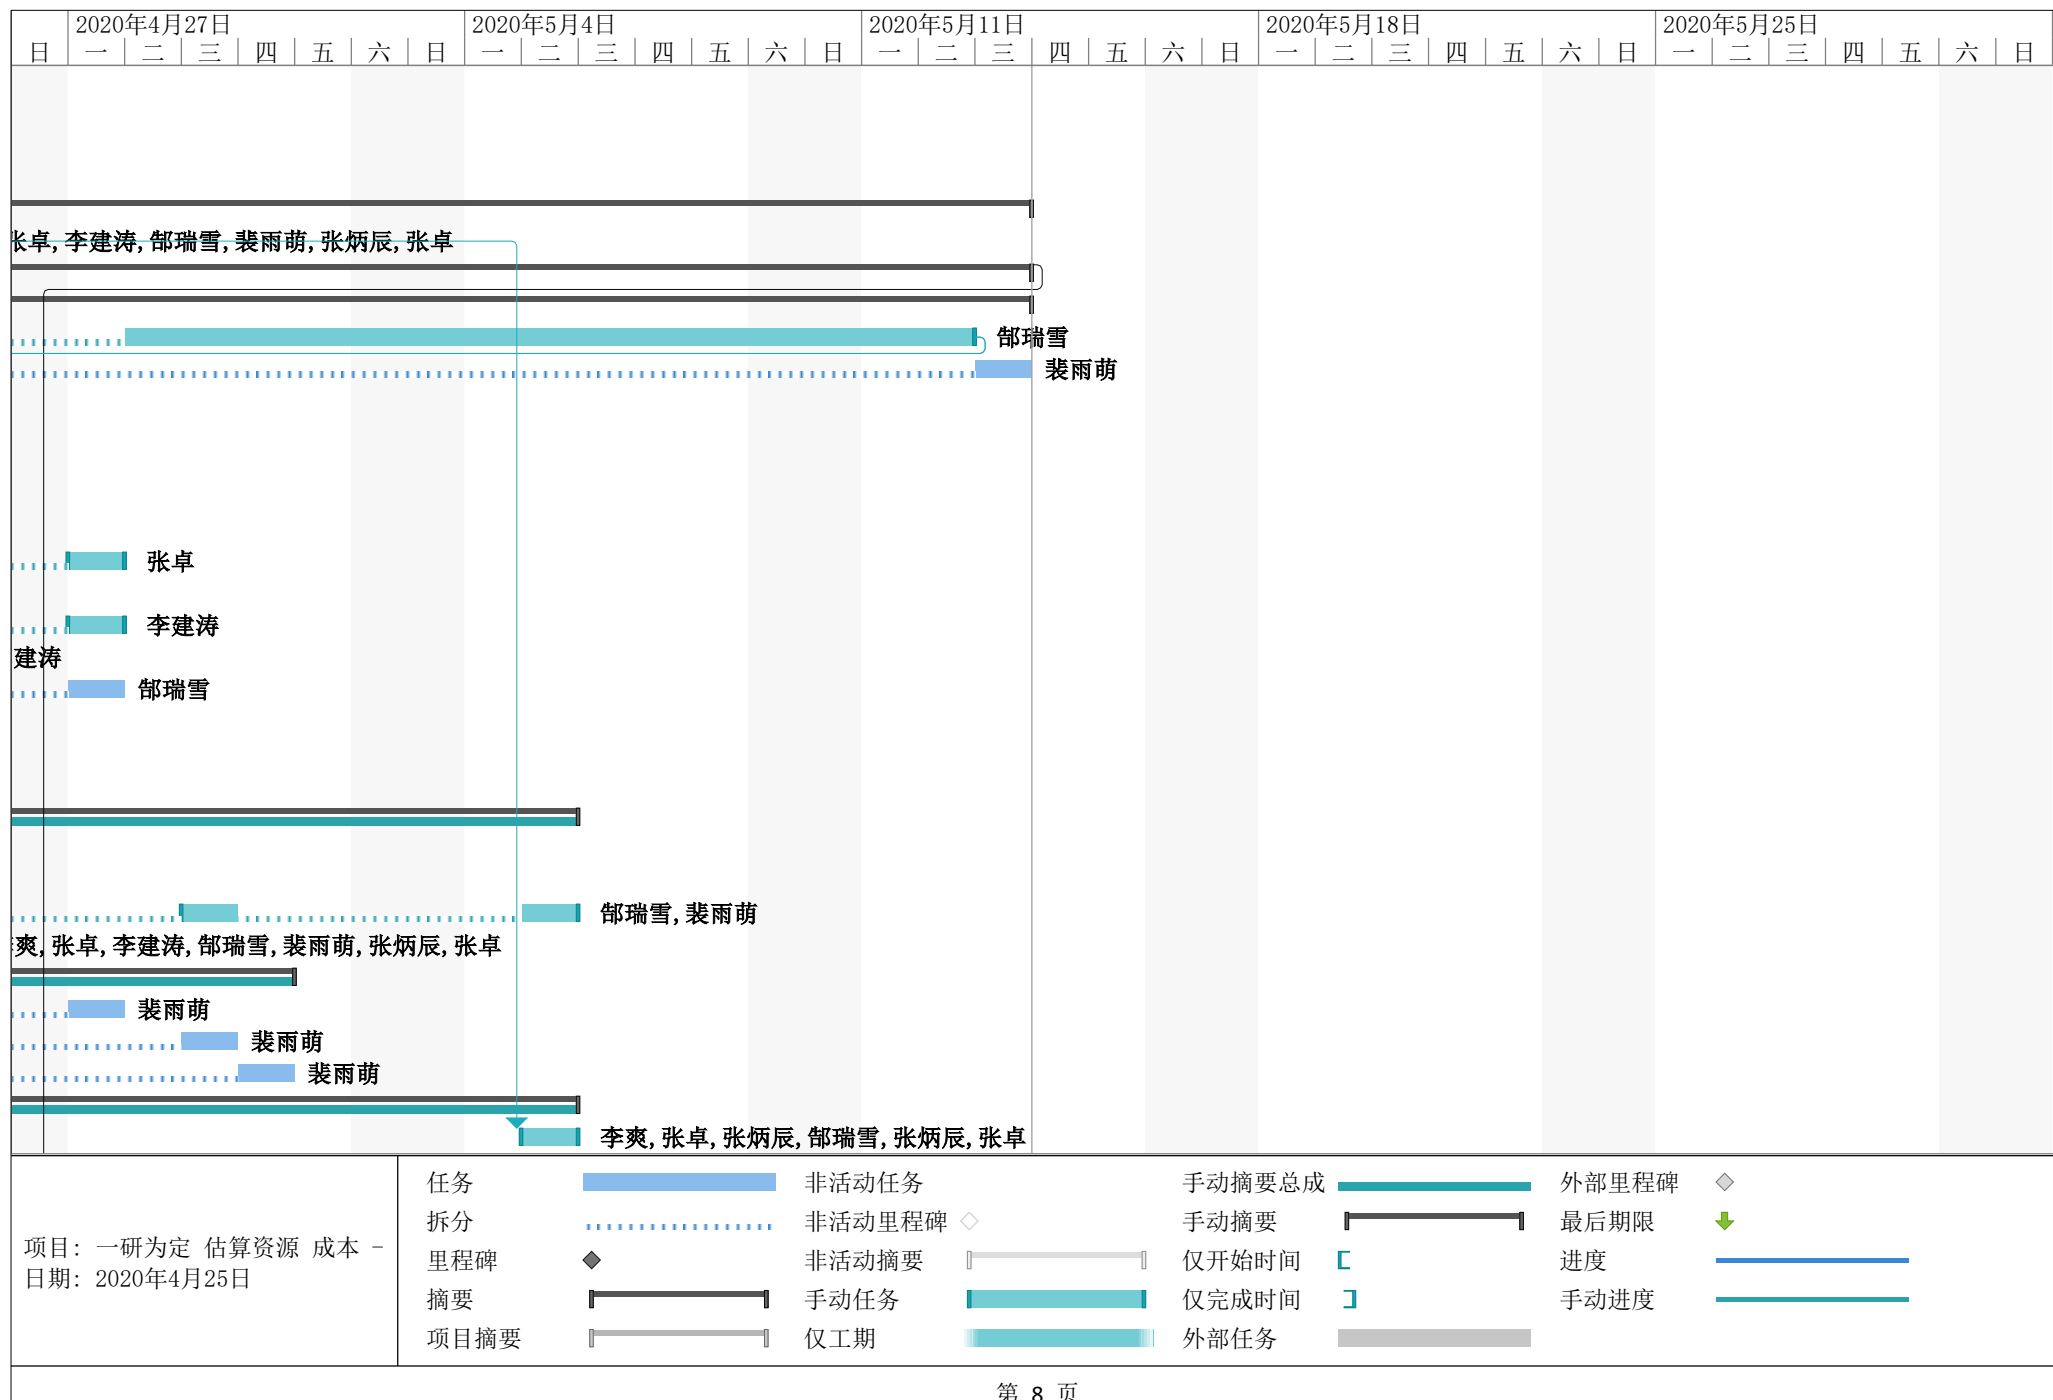 2020年4月27日 2020年5月4日 2020年5月11日 2020年5月18日 2020年5月25日
日 一 二 三 四 五 六 日 一 二 三 四 五 六 日 一 二 三 四 五 六 日 一 二 三 四 五 六 日 一 二 三 四 五 六 日
张卓,李建涛,郜瑞雪,裴雨萌,张炳辰,张卓
郜瑞雪
裴雨萌
张卓
李建涛
建涛
郜瑞雪
郜瑞雪,裴雨萌
爽,张卓,李建涛,郜瑞雪,裴雨萌,张炳辰,张卓
裴雨萌
裴雨萌
裴雨萌
李爽,张卓,张炳辰,郜瑞雪,张炳辰,张卓
项目: 一研为定 估算资源 成本 -
日期: 2020年4月25日
任务 非活动任务 手动摘要总成 外部里程碑
拆分 非活动里程碑 手动摘要 最后期限
里程碑 非活动摘要 仅开始时间 进度
摘要 手动任务 仅完成时间 手动进度
项目摘要 仅工期 外部任务
第 8 页